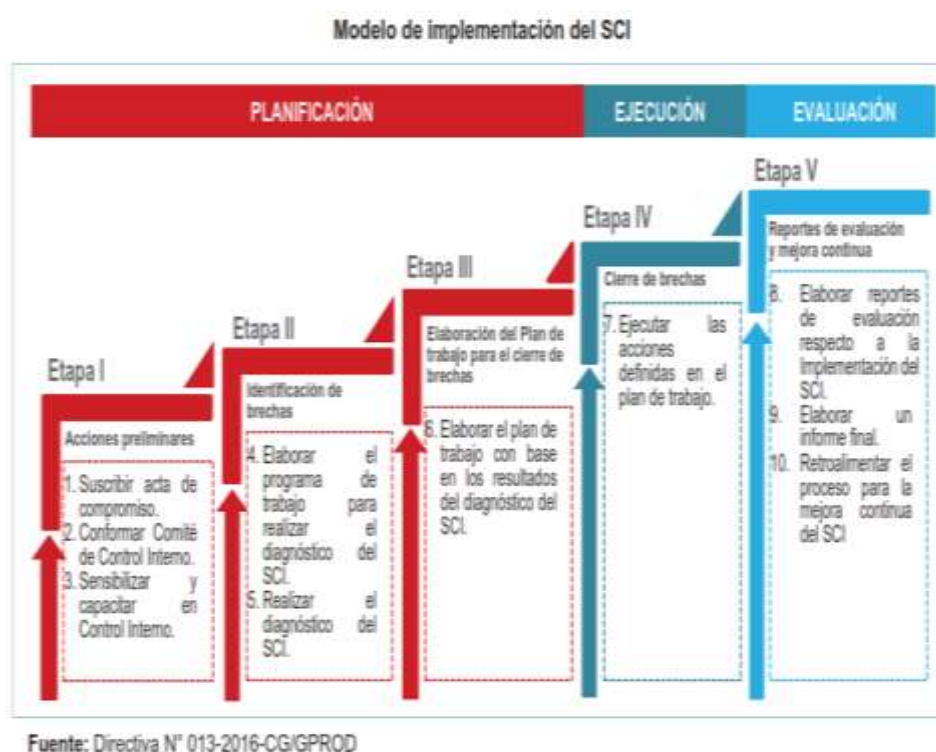 Modelo de implementación del SCI
PLANIFICACIÓN
EJECUCIÓN
EVALUACIÓN
Etapa I
Acciones preliminares
1. Suscribir acta de
compromiso.
2. Conformar Comité
de Control Interno.
3. Sensibilizar y
capacitar en
Control Interno.
Etapa II
Identificación de
brechas
4. Elaborar el
programa de
trabajo para
realizar el
diagnóstico del
SCI.
5. Realizar el
diagnóstico del
SCI.
Etapa III
Elaboración del Plan de
trabajo para el cierre de
brechas
6. Elaborar el plan de
trabajo con base
en los resultados
del diagnóstico del
SCI.
Etapa IV
Cierre de brechas
7. Ejecutar las
acciones
definidas en el
plan de trabajo.
Etapa V
Reportes de evaluación
y mejora continua
8. Elaborar reportes
de evaluación
respecto a la
Implementación del
SCI.
9. Elaborar un
informe final.
10. Retroalimentar el
proceso para la
mejora continua
del SCI
Fuente: Directiva N° 013-2016-CG/GPROD